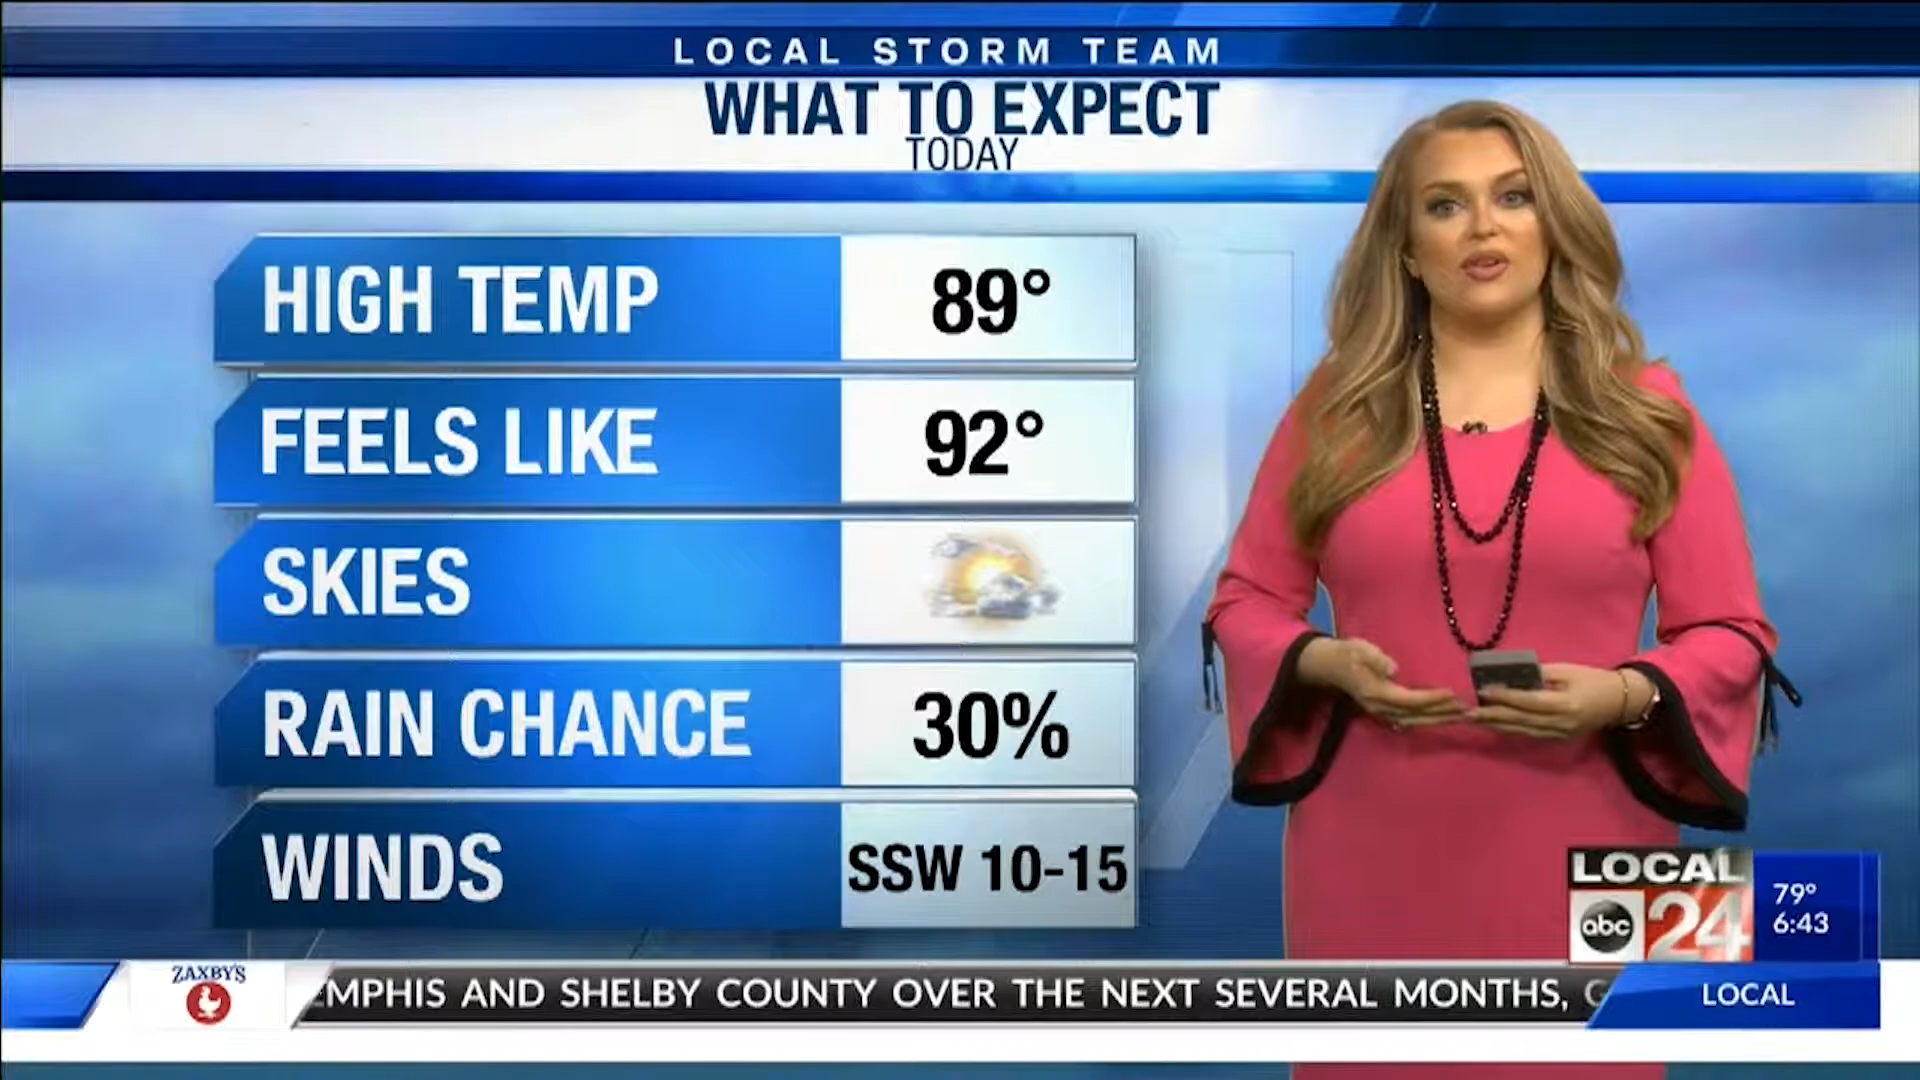 LOCAL STORM TEAM
WHAT TO EXPECT
TODAY
HIGH TEMP 89°
FEELS LIKE 92°
SKIES
RAIN CHANCE 30%
WINDS SSW 10-15
LOCAL
abc 24
79°
6:43
ZAXBY'S
EMPHIS AND SHELBY COUNTY OVER THE NEXT SEVERAL MONTHS,
LOCAL